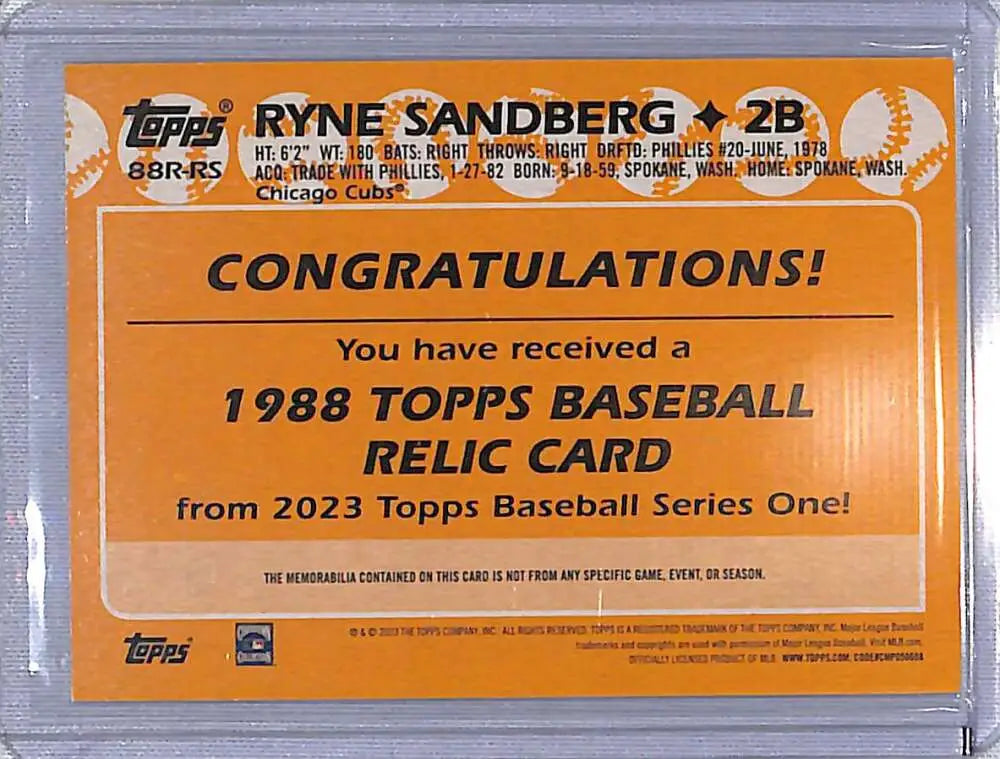 Topps®
88R-RS
RYNE SANDBERG ✦ 2B
HT: 6'2" WT: 180 BATS: RIGHT THROWS: RIGHT DRFTD: PHILLIES #20-JUNE, 1978
ACQ: TRADE WITH PHILLIES, 1-27-82 BORN: 9-18-59, SPOKANE, WASH. HOME: SPOKANE, WASH.
Chicago Cubs®
CONGRATULATIONS!
You have received a
1988 TOPPS BASEBALL
RELIC CARD
from 2023 Topps Baseball Series One!
THE MEMORABILIA CONTAINED ON THIS CARD IS NOT FROM ANY SPECIFIC GAME, EVENT, OR SEASON.
Topps®
® & © 2023 THE TOPPS COMPANY, INC. ALL RIGHTS RESERVED. TOPPS IS A REGISTERED TRADEMARK OF THE TOPPS COMPANY, INC. Major League Baseball
trademarks and copyrights are used with permission of Major League Baseball. Visit MLB.com.
OFFICIALLY LICENSED PRODUCT OF MLB WWW.TOPPS.COM.